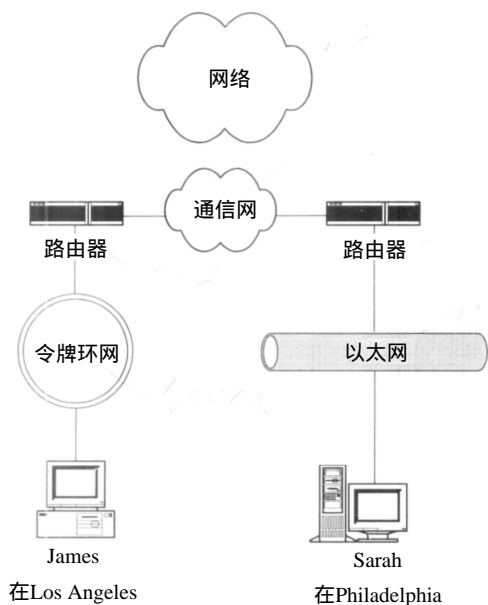 网络
通信网
路由器
路由器
令牌环网
以太网
James
在Los Angeles
Sarah
在Philadelphia